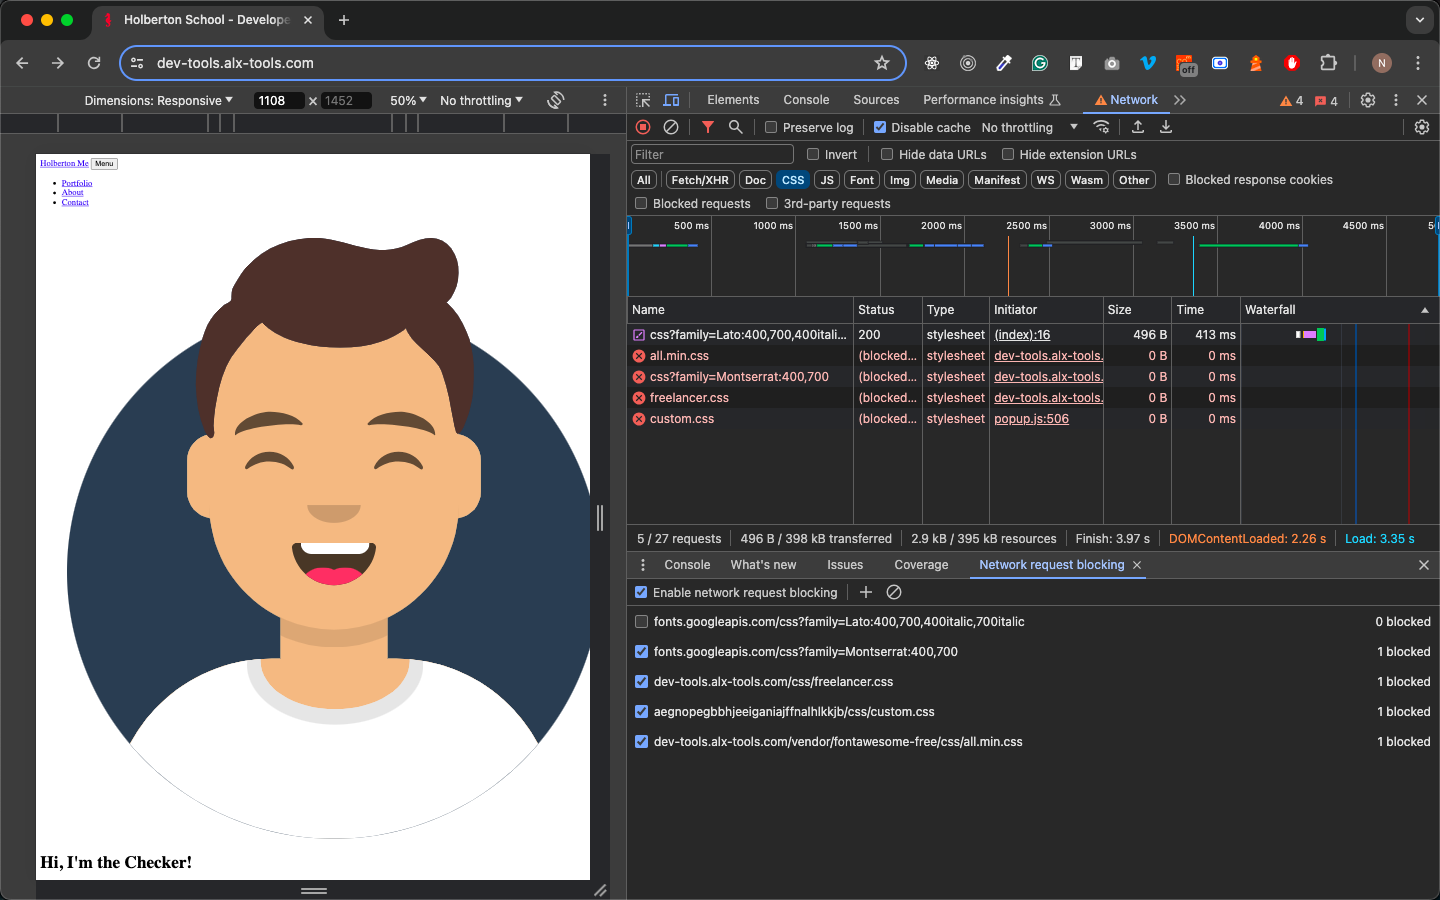 Holberton School - Develope
dev-tools.alx-tools.com
off
N
Dimensions: Responsive 1108 × 1452 50% No throttling
Elements Console Sources Performance insights Network 4 4
Preserve log Disable cache No throttling
Filter Invert Hide data URLs Hide extension URLs
All Fetch/XHR Doc CSS JS Font Img Media Manifest WS Wasm Other Blocked response cookies
Blocked requests 3rd-party requests
500 ms 1000 ms 1500 ms 2000 ms 2500 ms 3000 ms 3500 ms 4000 ms 4500 ms
Name Status Type Initiator Size Time Waterfall
css?family=Lato:400,700,400itali... 200 stylesheet (index):16 496 B 413 ms
all.min.css (blocked... stylesheet dev-tools.alx-tools. 0 B 0 ms
css?family=Montserrat:400,700 (blocked... stylesheet dev-tools.alx-tools. 0 B 0 ms
freelancer.css (blocked... stylesheet dev-tools.alx-tools. 0 B 0 ms
custom.css (blocked... stylesheet popup.js:506 0 B 0 ms
5 / 27 requests 496 B / 398 kB transferred 2.9 kB / 395 kB resources Finish: 3.97 s DOMContentLoaded: 2.26 s Load: 3.35 s
Console What's new Issues Coverage Network request blocking
Enable network request blocking
fonts.googleapis.com/css?family=Lato:400,700,400italic,700italic 0 blocked
fonts.googleapis.com/css?family=Montserrat:400,700 1 blocked
dev-tools.alx-tools.com/css/freelancer.css 1 blocked
aegnopegbbhjeeiganiajffnalhlkkjb/css/custom.css 1 blocked
dev-tools.alx-tools.com/vendor/fontawesome-free/css/all.min.css 1 blocked
Holberton Me Menu
Portfolio
About
Contact
Hi, I'm the Checker!